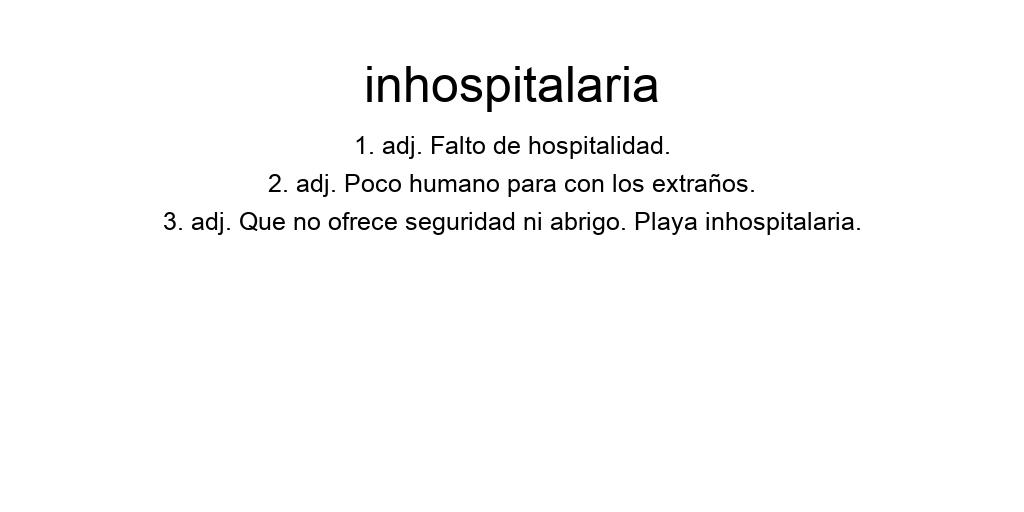 inhospitalaria
1. adj. Falto de hospitalidad.
2. adj. Poco humano para con los extraños.
3. adj. Que no ofrece seguridad ni abrigo. Playa inhospitalaria.